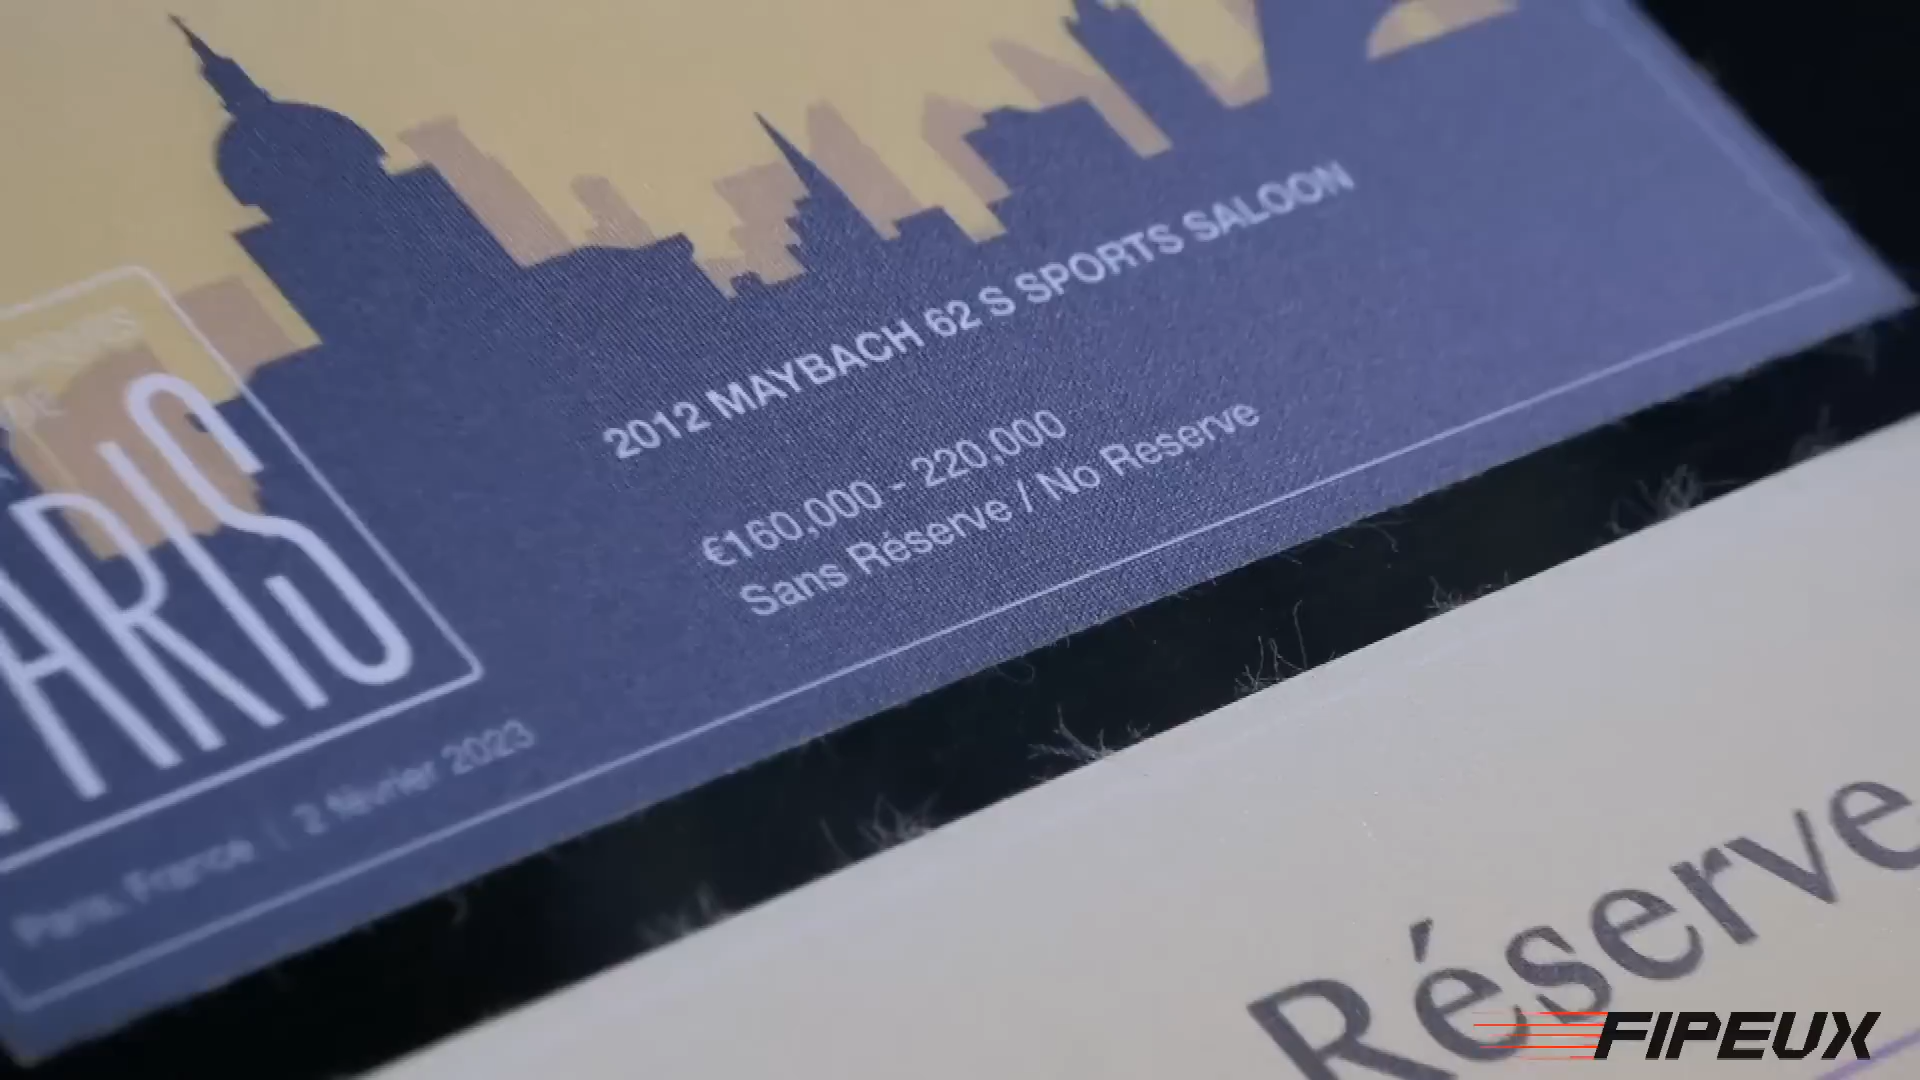 2012 MAYBACH 62 S SPORTS SALOON
€160,000 - 220,000
Sans Réserve / No Reserve
ARIS
Paris, France | 2 février 2023
Réserve
FIPEUX